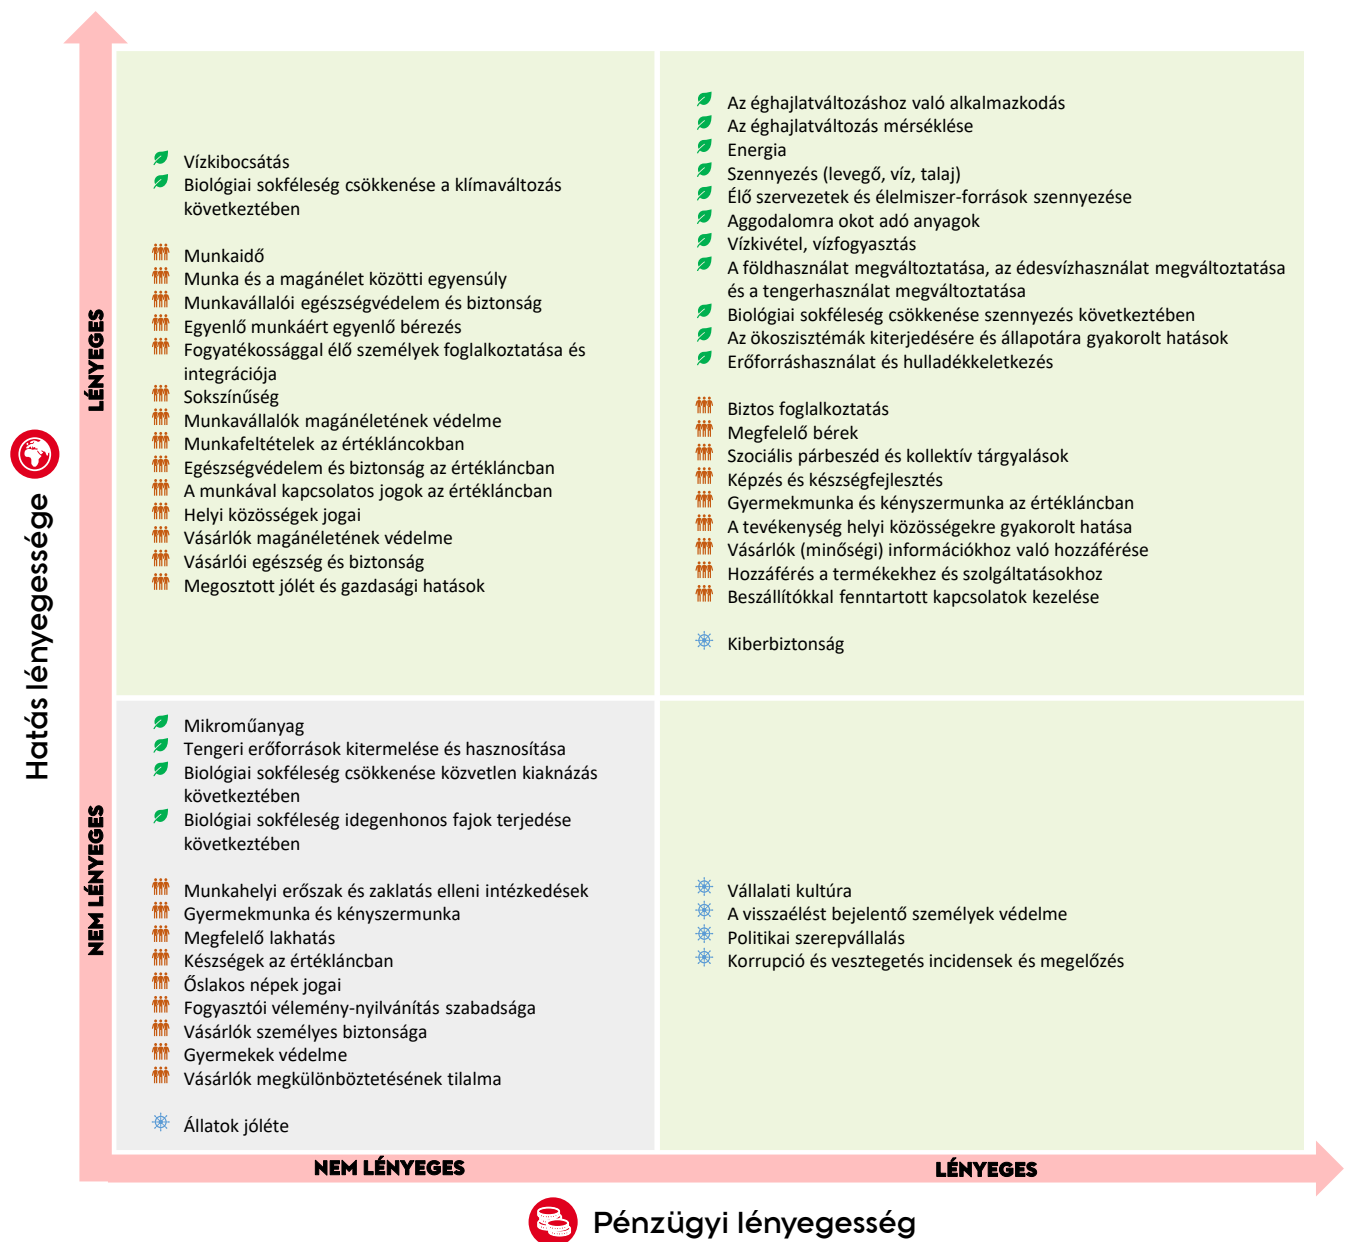 Vízkibocsátás
Biológiai sokféleség csökkenése a klímaváltozás
következtében
Munkaidő
Munka és a magánélet közötti egyensúly
Munkavállalói egészségvédelem és biztonság
Egyenlő munkáért egyenlő bérezés
Fogyatékossággal élő személyek foglalkoztatása és
integrációja
Sokszínűség
Munkavállalók magánéletének védelme
Munkafeltételek az értékláncokban
Egészségvédelem és biztonság az értékláncban
A munkával kapcsolatos jogok az értékláncban
Helyi közösségek jogai
Vásárlók magánéletének védelme
Vásárlói egészség és biztonság
Megosztott jólét és gazdasági hatások
Az éghajlatváltozáshoz való alkalmazkodás
Az éghajlatváltozás mérséklése
Energia
Szennyezés (levegő, víz, talaj)
Élő szervezetek és élelmiszer-források szennyezése
Aggodalomra okot adó anyagok
Vízkivétel, vízfogyasztás
A földhasználat megváltoztatása, az édesvízhasználat megváltoztatása
és a tengerhasználat megváltoztatása
Biológiai sokféleség csökkenése szennyezés következtében
Az ökoszisztémák kiterjedésére és állapotára gyakorolt hatások
Erőforráshasználat és hulladékkeletkezés
Biztos foglalkoztatás
Megfelelő bérek
Szociális párbeszéd és kollektív tárgyalások
Képzés és készségfejlesztés
Gyermekmunka és kényszermunka az értékláncban
A tevékenység helyi közösségekre gyakorolt hatása
Vásárlók (minőségi) információkhoz való hozzáférése
Hozzáférés a termékekhez és szolgáltatásokhoz
Beszállítókkal fenntartott kapcsolatok kezelése
Kiberbiztonság
LÉNYEGES
Hatás lényegessége
NEM LÉNYEGES
Mikroműanyag
Tengeri erőforrások kitermelése és hasznosítása
Biológiai sokféleség csökkenése közvetlen kiaknázás
következtében
Biológiai sokféleség idegenhonos fajok terjedése
következtében
Munkahelyi erőszak és zaklatás elleni intézkedések
Gyermekmunka és kényszermunka
Megfelelő lakhatás
Készségek az értékláncban
Őslakos népek jogai
Fogyasztói vélemény-nyilvánítás szabadsága
Vásárlók személyes biztonsága
Gyermekek védelme
Vásárlók megkülönböztetésének tilalma
Állatok jóléte
Vállalati kultúra
A visszaélést bejelentő személyek védelme
Politikai szerepvállalás
Korrupció és vesztegetés incidensek és megelőzés
NEM LÉNYEGES
LÉNYEGES
Pénzügyi lényegesség